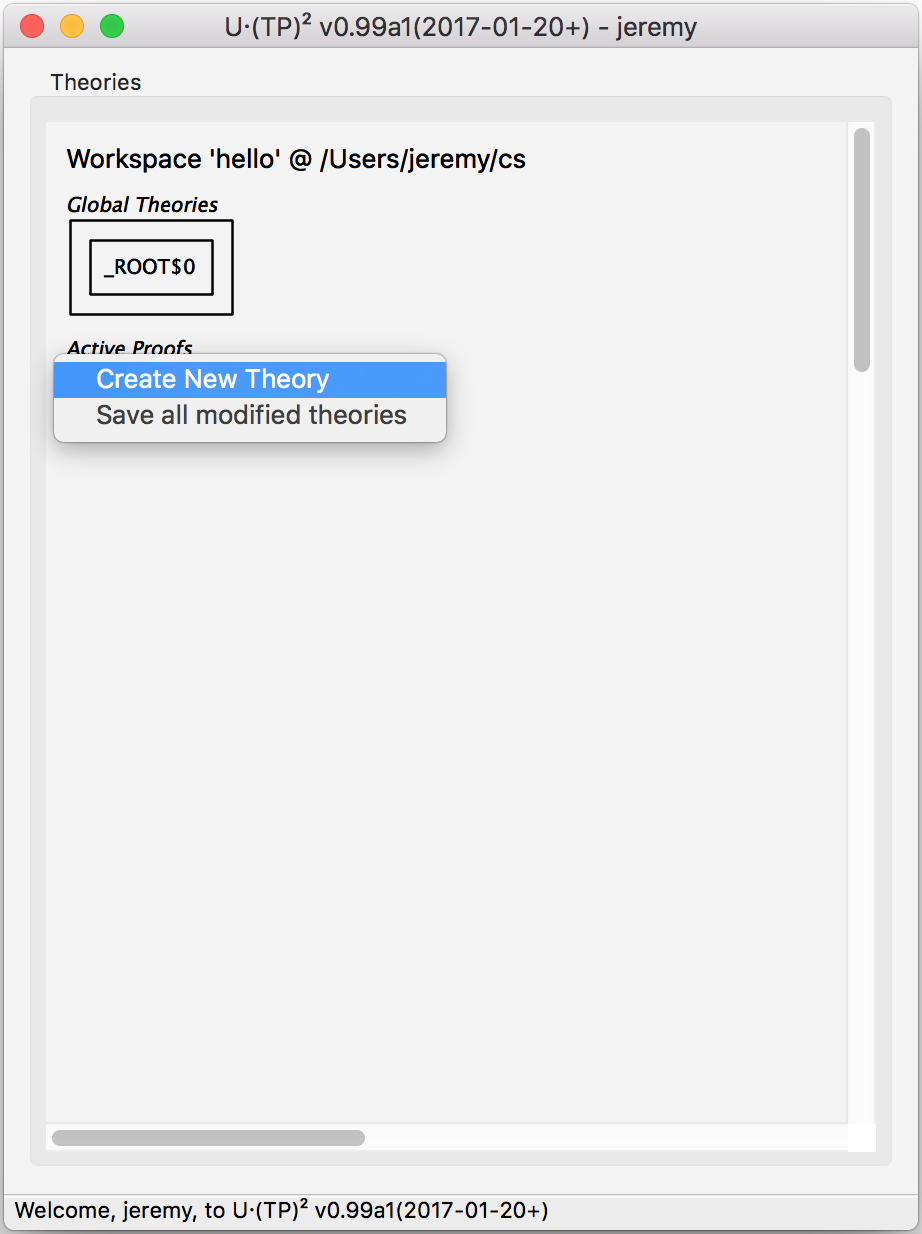 U·(TP)² v0.99a1(2017-01-20+) - jeremy
Theories
Workspace 'hello' @ /Users/jeremy/cs
Global Theories
_ROOT$0
Active Proofs
Create New Theory
Save all modified theories
Welcome, jeremy, to U·(TP)² v0.99a1(2017-01-20+)